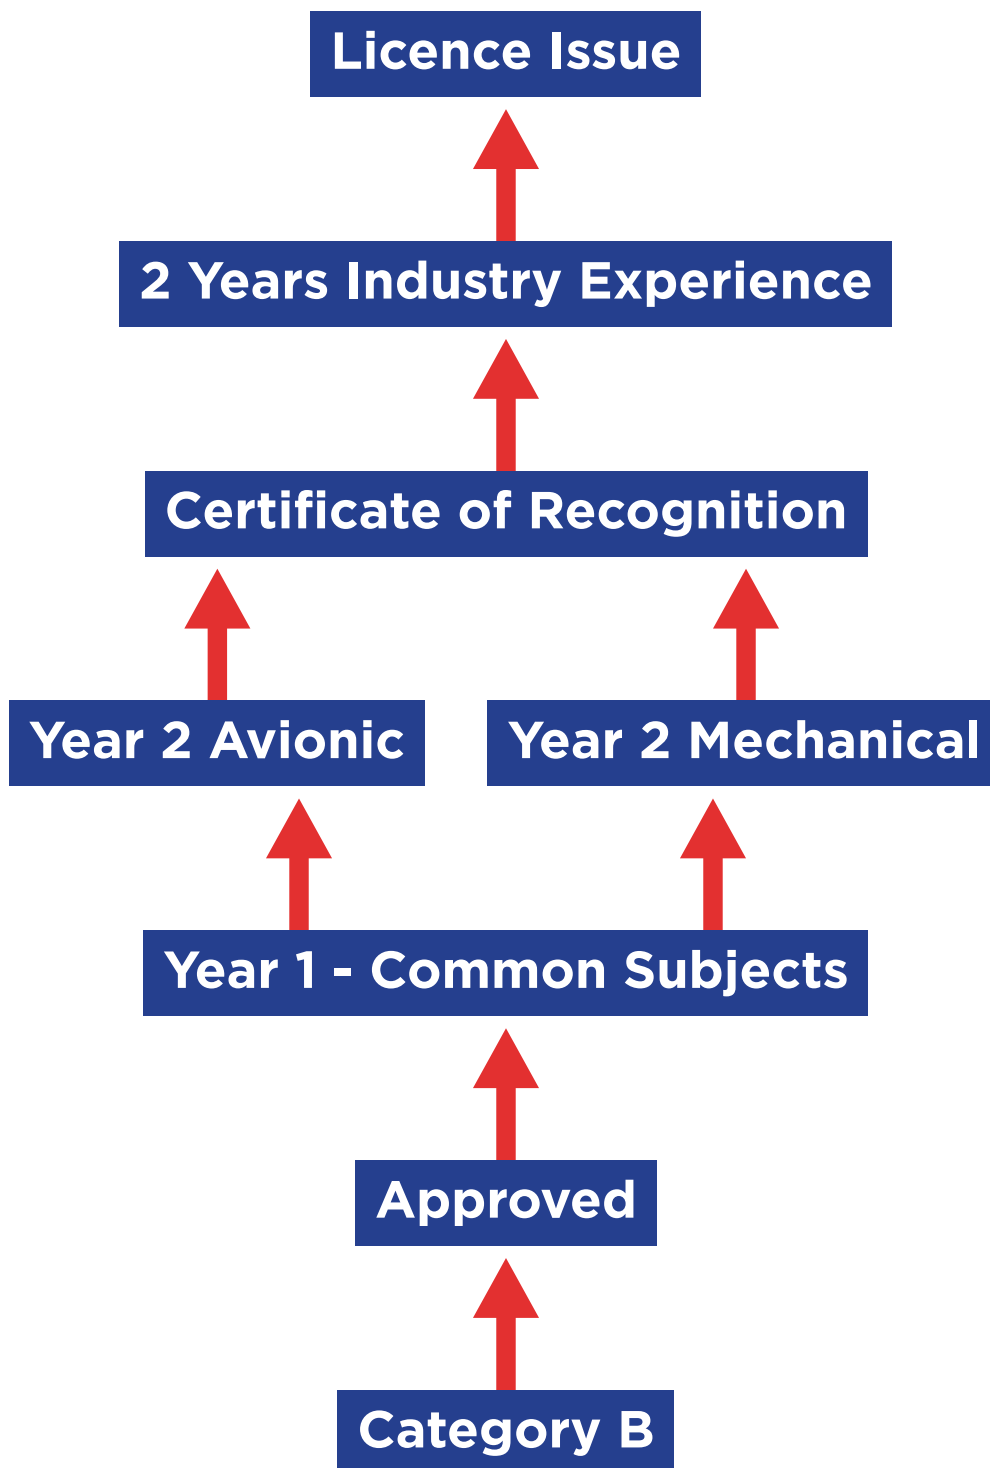 Licence Issue
2 Years Industry Experience
Certificate of Recognition
Year 2 Avionic
Year 2 Mechanical
Year 1 - Common Subjects
Approved
Category B